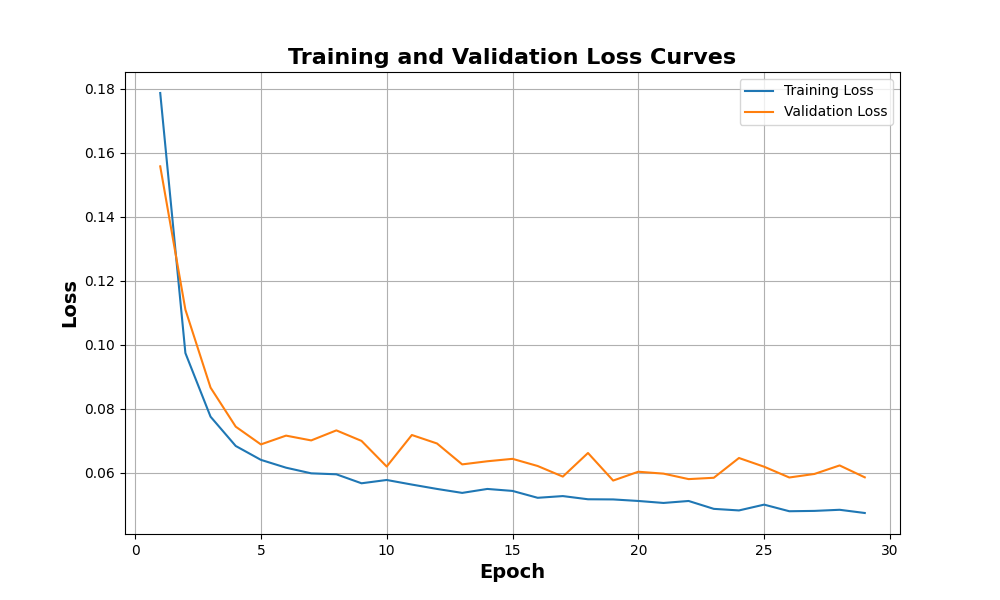 Training and Validation Loss Curves
Training Loss
Validation Loss
0.18
0.16
0.14
0.12
0.10
0.08
0.06
Loss
0 5 10 15 20 25 30
Epoch